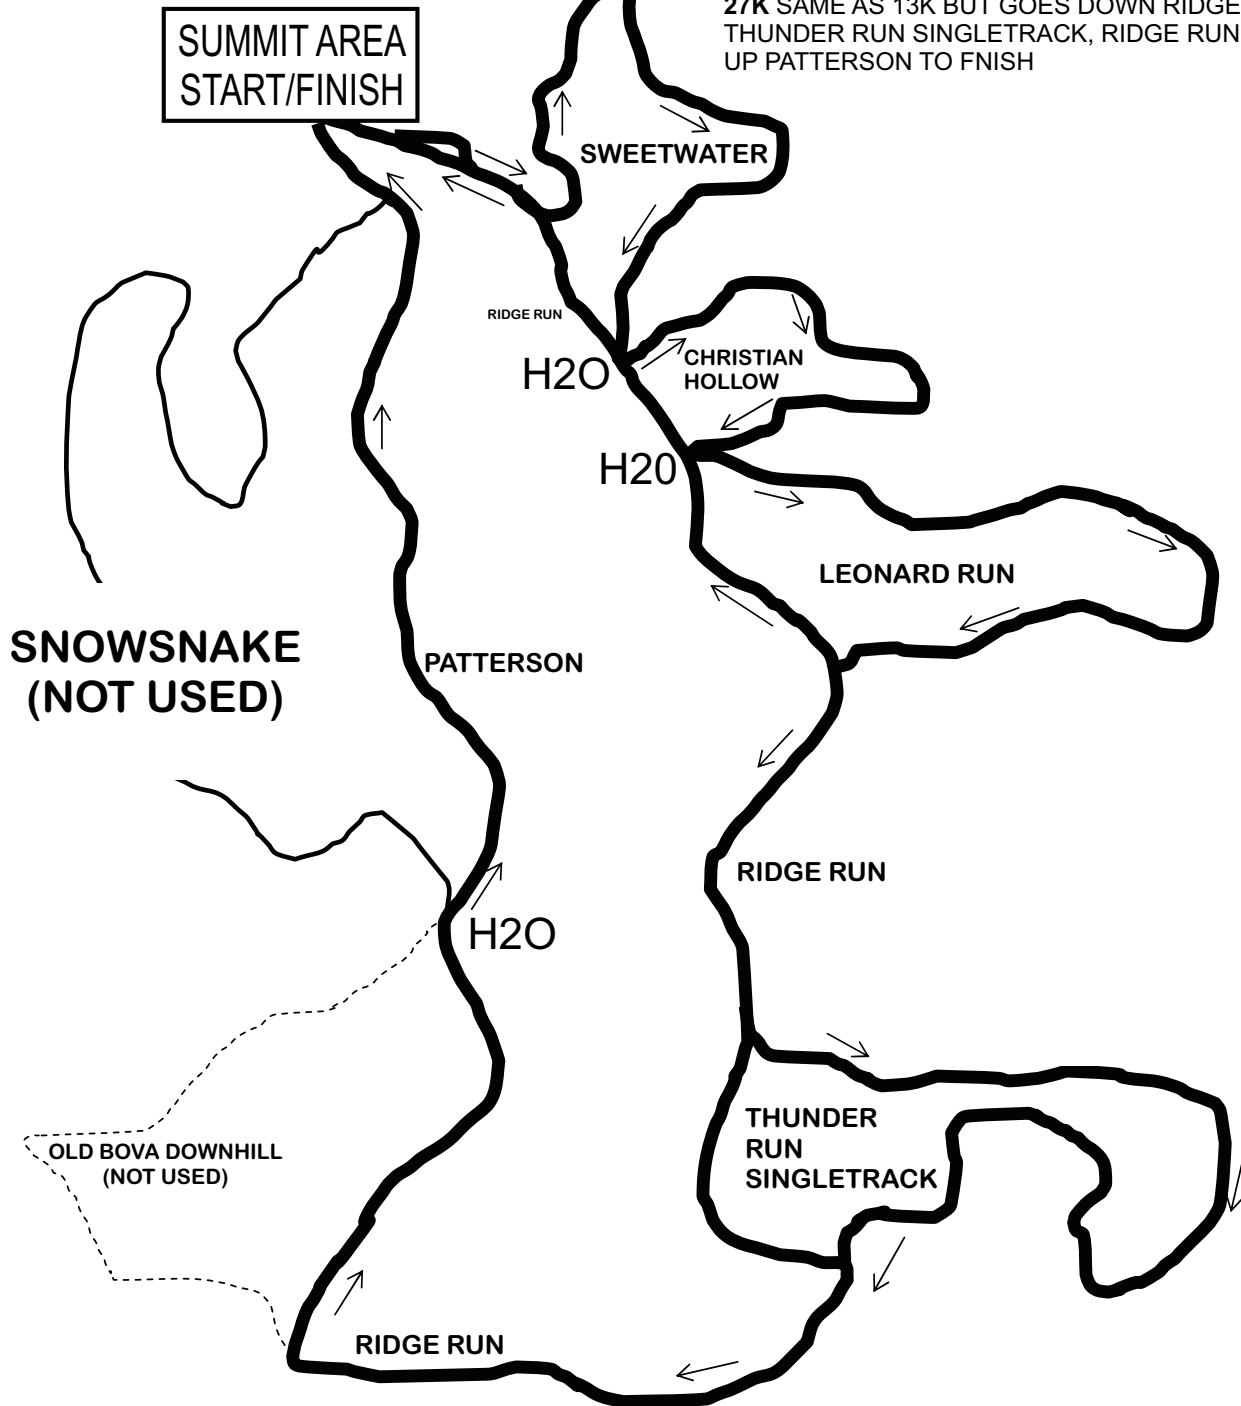 27K SAME AS 13K BUT GOES DOWN RIDGE
THUNDER RUN SINGLETRACK, RIDGE RUN
UP PATTERSON TO FNISH
SUMMIT AREA
START/FINISH
SWEETWATER
RIDGE RUN
CHRISTIAN
HOLLOW
H2O
H20
LEONARD RUN
SNOWSNAKE
(NOT USED)
PATTERSON
RIDGE RUN
H2O
THUNDER
RUN
SINGLETRACK
OLD BOVA DOWNHILL
(NOT USED)
RIDGE RUN